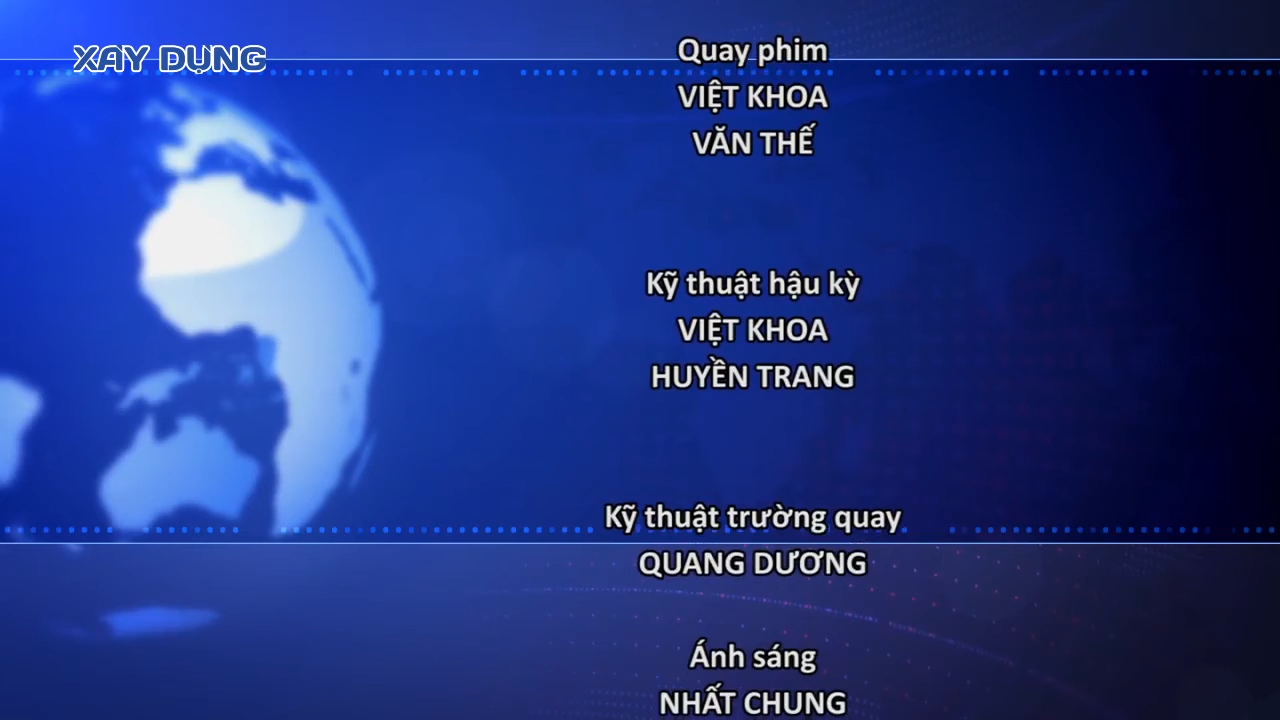 XAY DỰNG
Quay phim
VIỆT KHOA
VĂN THẾ
Kỹ thuật hậu kỳ
VIỆT KHOA
HUYỀN TRANG
Kỹ thuật trường quay
QUANG DƯƠNG
Ánh sáng
NHẤT CHUNG